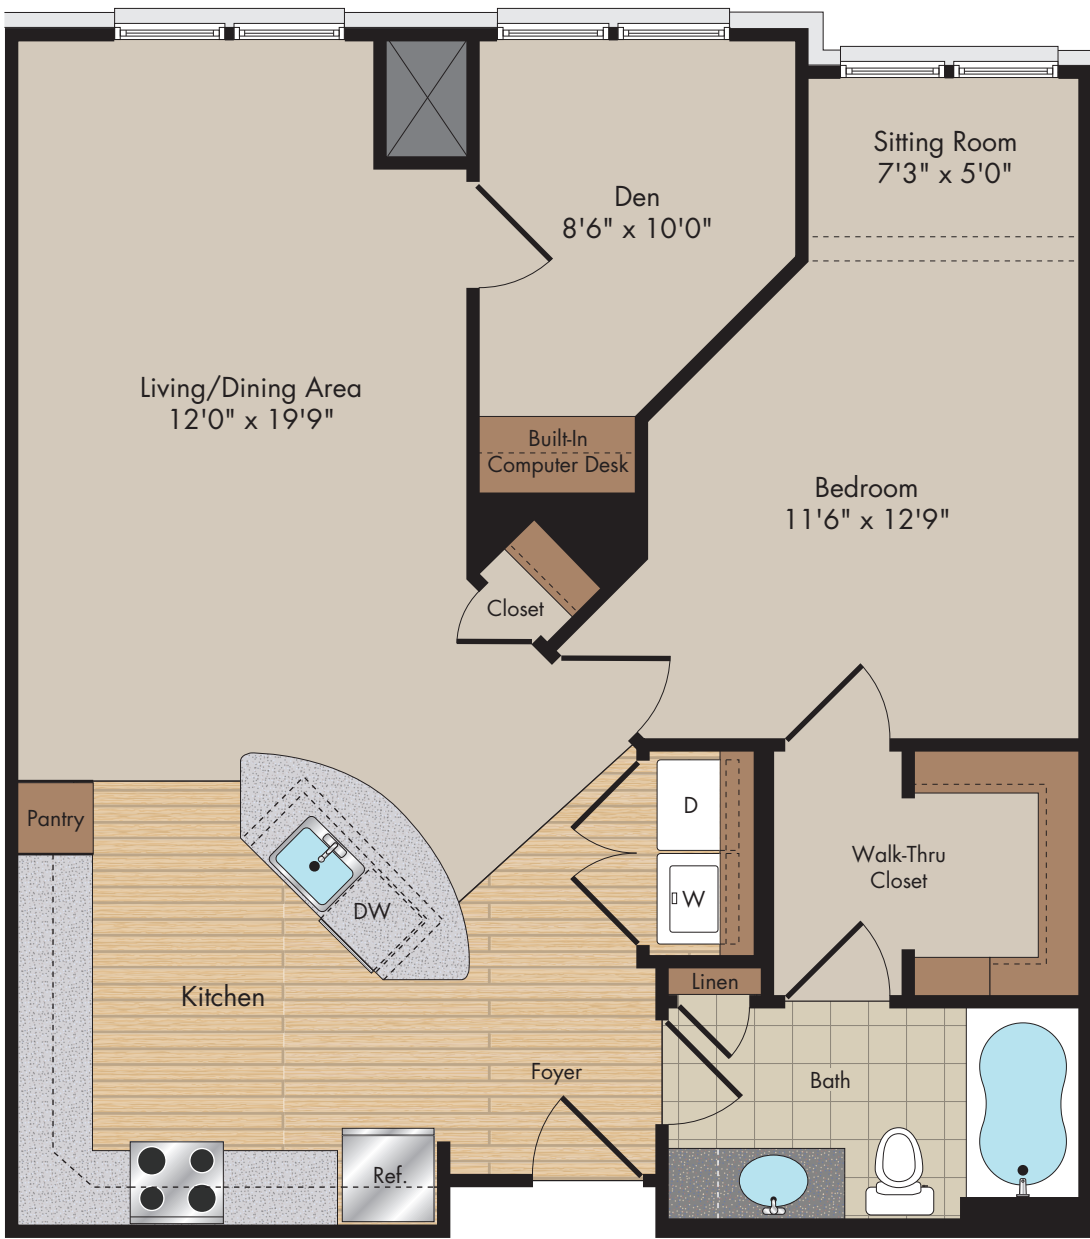 Sitting Room
7'3" x 5'0"
Den
8'6" x 10'0"
Living/Dining Area
12'0" x 19'9"
Built-In
Computer Desk
Bedroom
11'6" x 12'9"
Closet
D
Pantry
Walk-Thru
Closet
W
DW
Linen
Kitchen
Foyer
Bath
Ref.